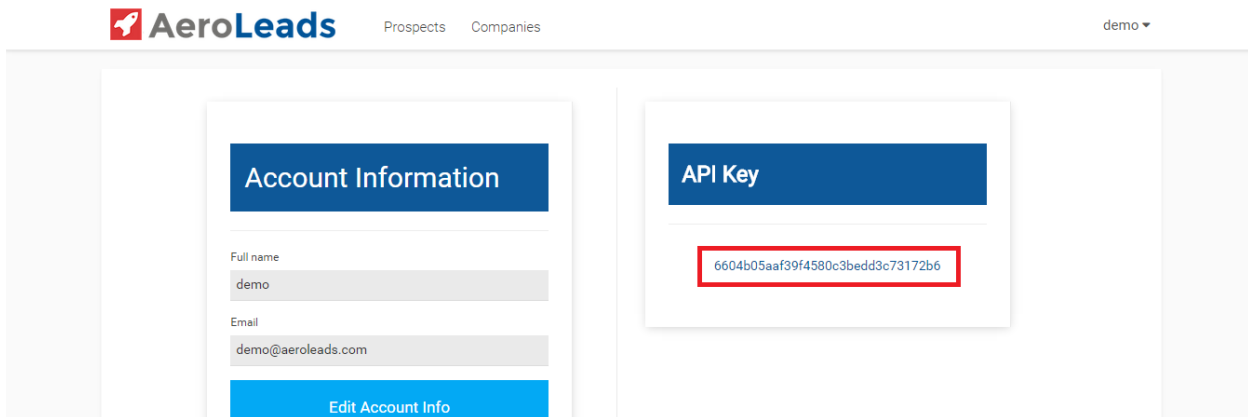 AeroLeads Prospects Companies demo
Account Information
Full name
demo
Email
demo@aeroleads.com
Edit Account Info
API Key
6604b05aaf39f4580c3bedd3c73172b6